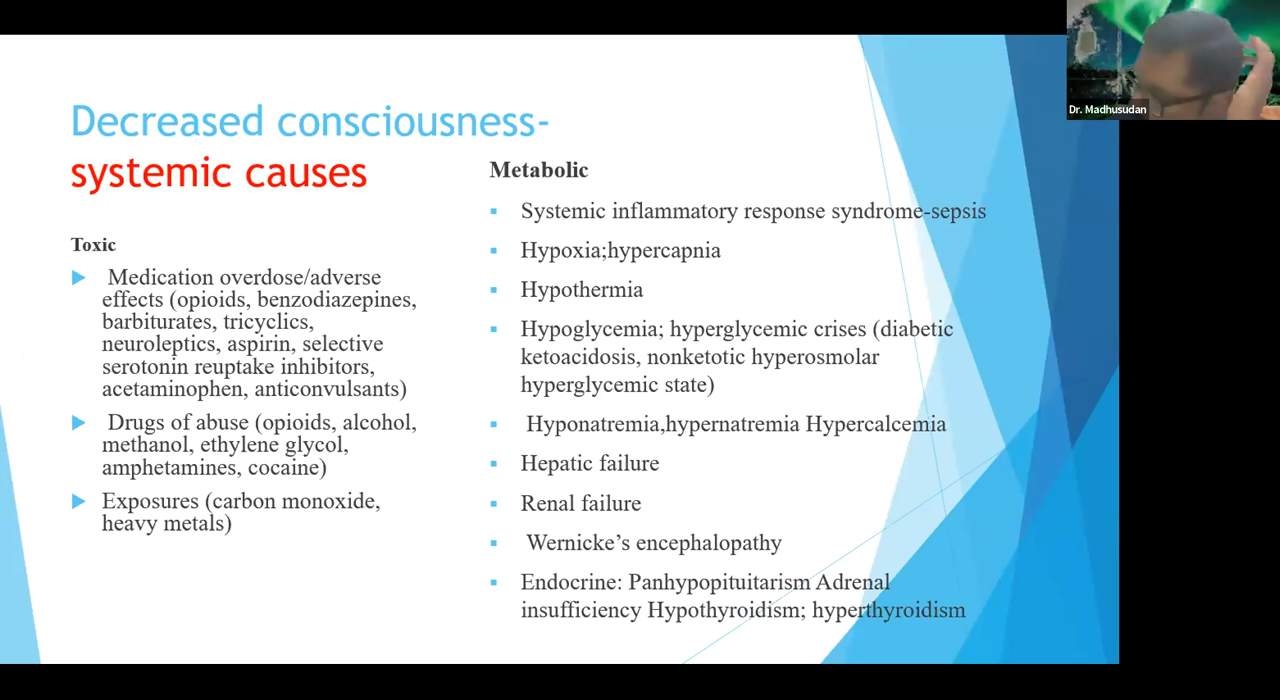 Decreased consciousness-
systemic causes
Toxic
Medication overdose/adverse
effects (opioids, benzodiazepines,
barbiturates, tricyclics,
neuroleptics, aspirin, selective
serotonin reuptake inhibitors,
acetaminophen, anticonvulsants)
Drugs of abuse (opioids, alcohol,
methanol, ethylene glycol,
amphetamines, cocaine)
Exposures (carbon monoxide,
heavy metals)
Metabolic
Systemic inflammatory response syndrome-sepsis
Hypoxia;hypercapnia
Hypothermia
Hypoglycemia; hyperglycemic crises (diabetic
ketoacidosis, nonketotic hyperosmolar
hyperglycemic state)
Hyponatremia,hypernatremia Hypercalcemia
Hepatic failure
Renal failure
Wernicke’s encephalopathy
Endocrine: Panhypopituitarism Adrenal
insufficiency Hypothyroidism; hyperthyroidism
Dr. Madhusudan